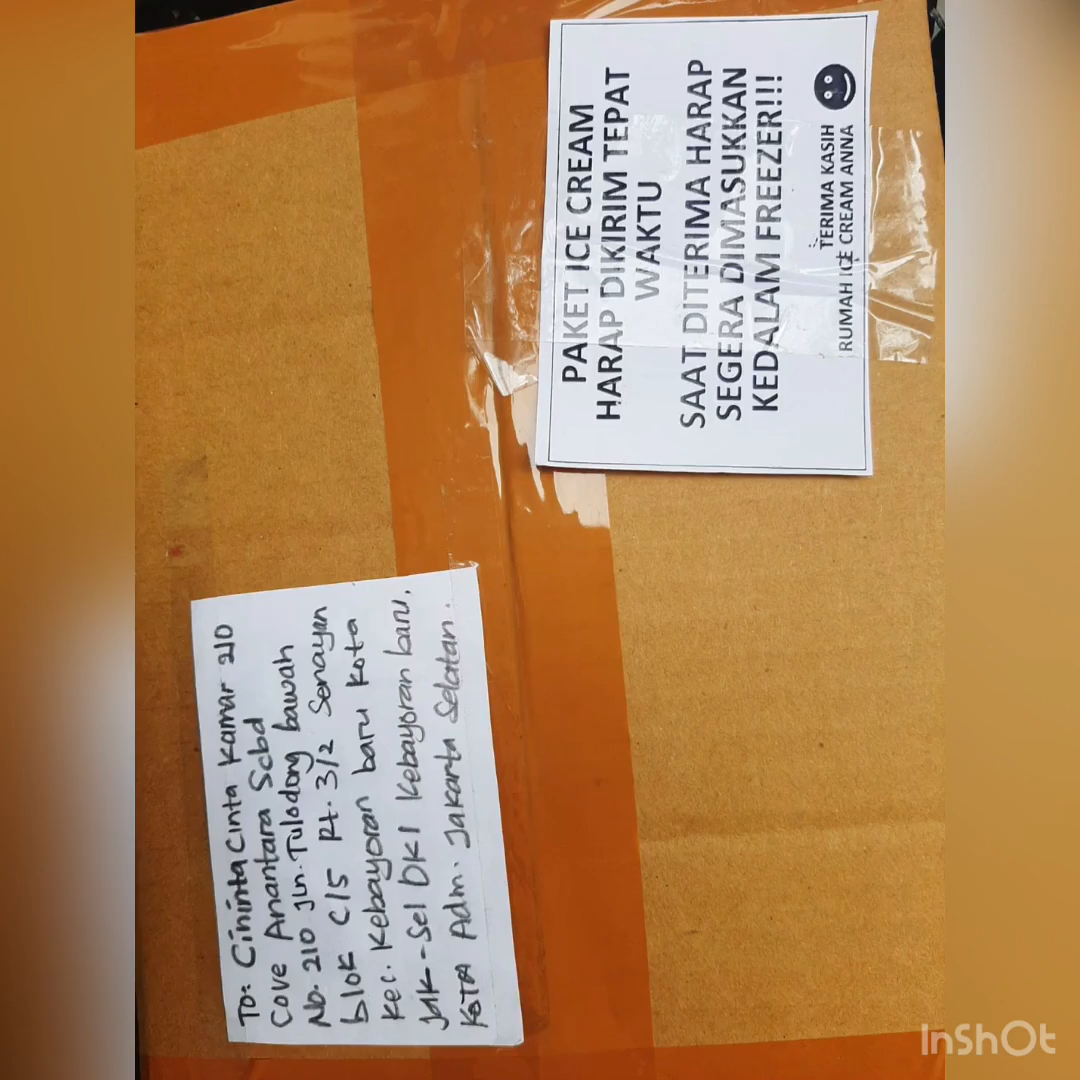 PAKET ICE CREAM
HARAP DIKIRIM TEPAT
WAKTU
SAAT DITERIMA HARAP
SEGERA DIMASUKKAN
KEDALAM FREEZER!!!
TERIMA KASIH
RUMAH ICE CREAM ANNA
To: Cininta Cinta Kamar 210
Cove Anantara Scbd
No. 210 Jln. Tulodong bawah
blok C15 Rt. 3/2 Senayan
Kec. Kebayoran baru Kota
Jak-Sel DKI Kebayoran baru.
Kota Adm. Jakarta Selatan.
InShOt